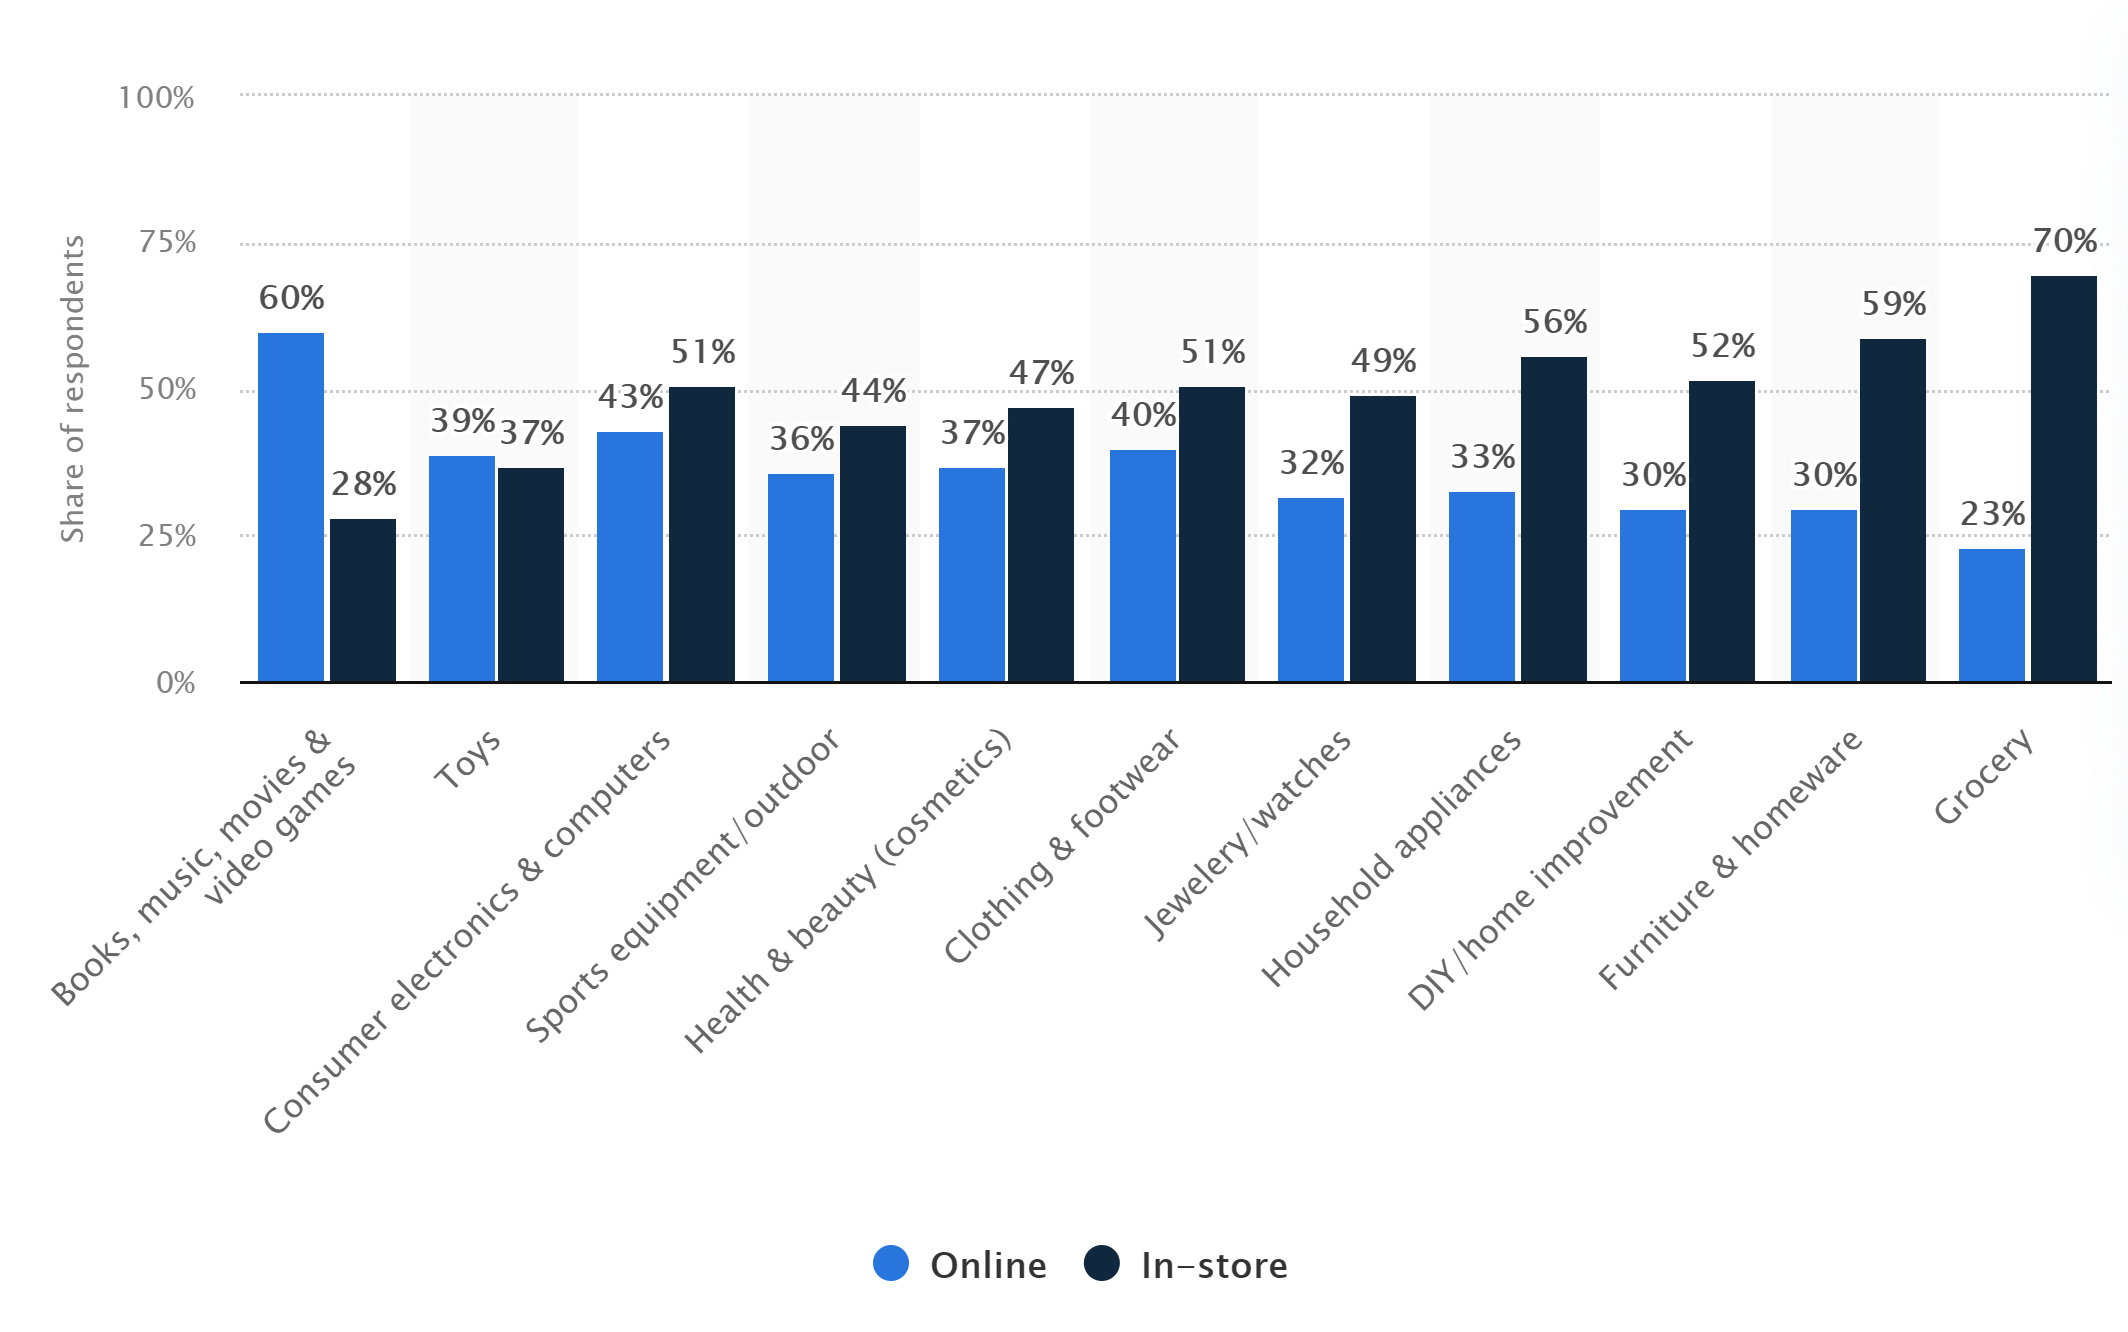 100%
75%
50%
25%
0%
Share of respondents
60%
28%
39%
37%
43%
51%
36%
44%
37%
47%
40%
51%
32%
49%
33%
56%
30%
52%
30%
59%
23%
70%
Books, music, movies &
video games
Toys
Consumer electronics & computers
Sports equipment/outdoor
Health & beauty (cosmetics)
Clothing & footwear
Jewelery/watches
Household appliances
DIY/home improvement
Furniture & homeware
Grocery
Online
In-store